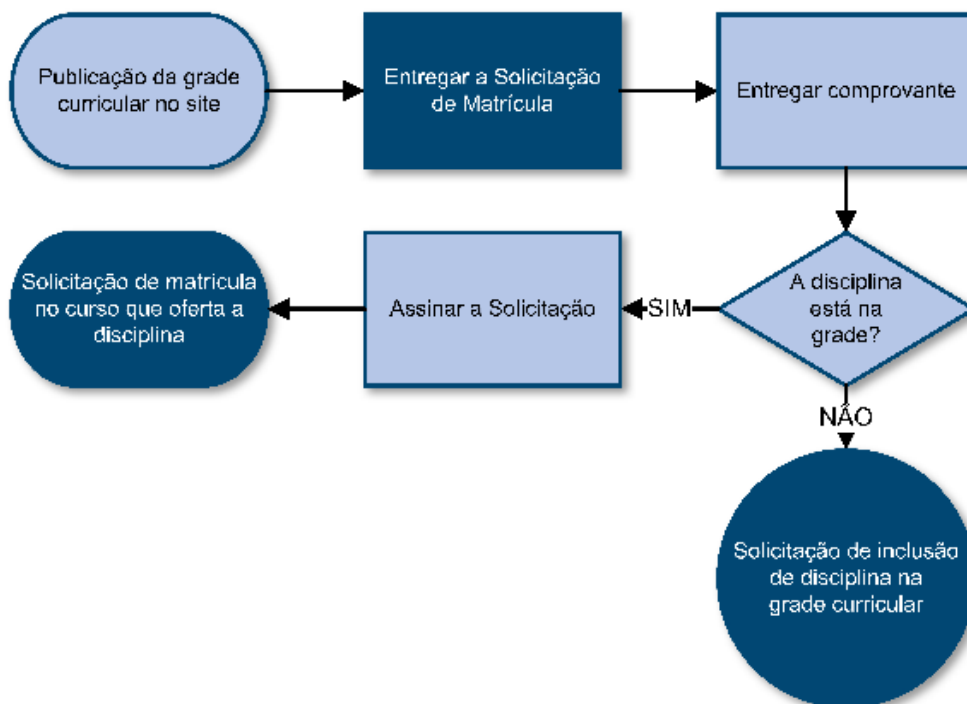 Publicação da grade
curricular no site
Entregar a Solicitação
de Matrícula
Entregar comprovante
A disciplina
está na
grade?
SIM
Assinar a Solicitação
Solicitação de matricula
no curso que oferta a
disciplina
NÃO
Solicitação de inclusão
de disciplina na
grade curricular